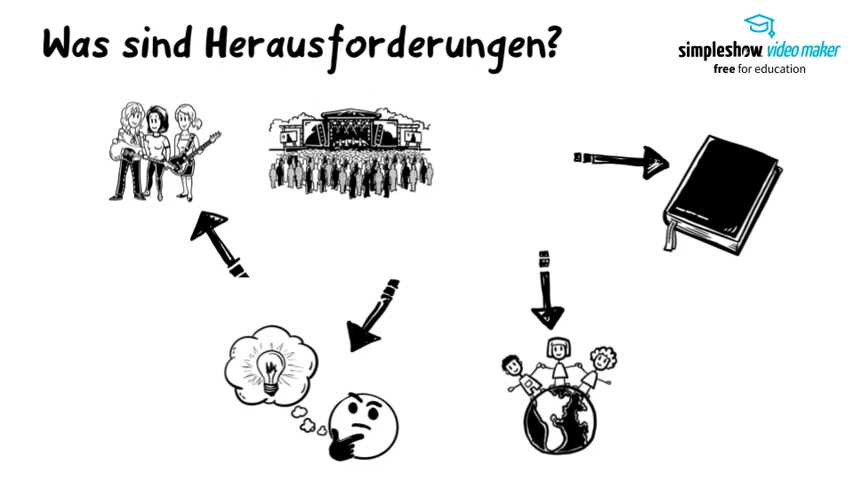 Was sind Herausforderungen?
simpleshow video maker
free for education